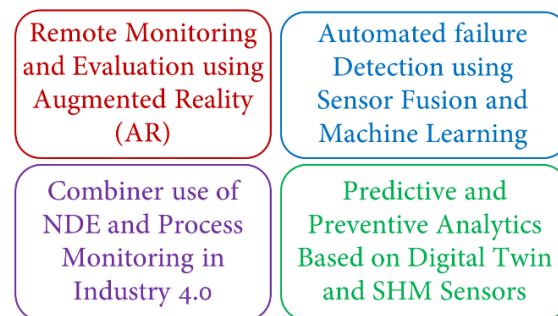 Remote Monitoring
and Evaluation using
Augmented Reality
(AR)
Automated failure
Detection using
Sensor Fusion and
Machine Learning
Combiner use of
NDE and Process
Monitoring in
Industry 4.0
Predictive and
Preventive Analytics
Based on Digital Twin
and SHM Sensors